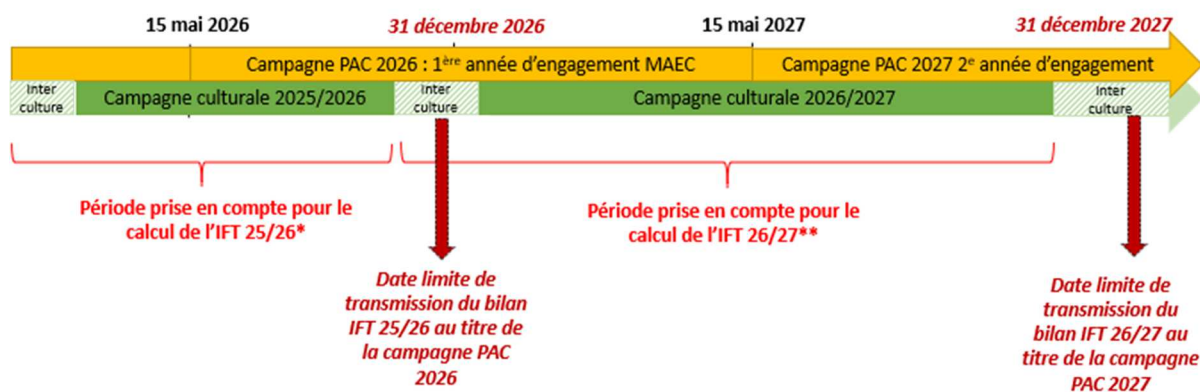 15 mai 2026
31 décembre 2026
15 mai 2027
31 décembre 2027
Campagne PAC 2026 : 1ère année d'engagement MAEC
Campagne PAC 2027 2e année d'engagement
Inter
culture
Campagne culturale 2025/2026
Inter
culture
Campagne culturale 2026/2027
Inter
culture
Période prise en compte pour le
calcul de l'IFT 25/26*
Période prise en compte pour le
calcul de l'IFT 26/27**
Date limite de
transmission du bilan
IFT 25/26 au titre de
la campagne PAC
2026
Date limite de
transmission du
bilan IFT 26/27 au
titre de la campagne
PAC 2027